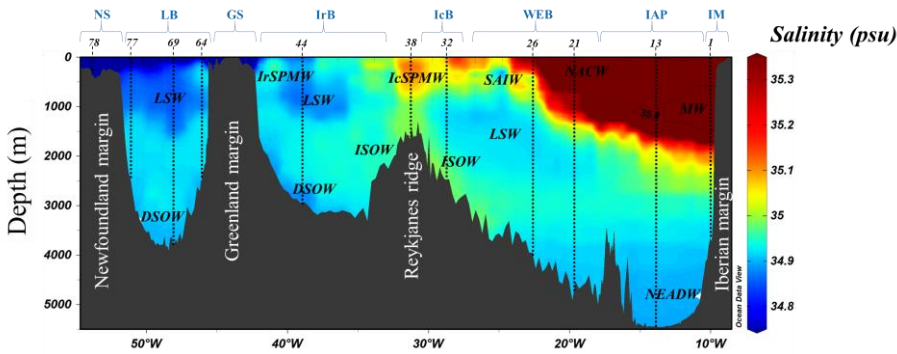 NS LB GS IrB IcB WEB IAP IM
78 77 69 64 44 38 32 26 21 13 1
Salinity (psu)
Depth (m)
0
1000
2000
3000
4000
5000
50°W 40°W 30°W 20°W 10°W
Newfoundland margin
Greenland margin
Reykjanes ridge
Iberian margin
LSW
DSOW
IrSPMW
LSW
ISOW
DSOW
IcSPMW
ISOW
SAIW
LSW
NACW
MW
NEADW
Ocean Data View
35.3
35.2
35.1
35
34.9
34.8